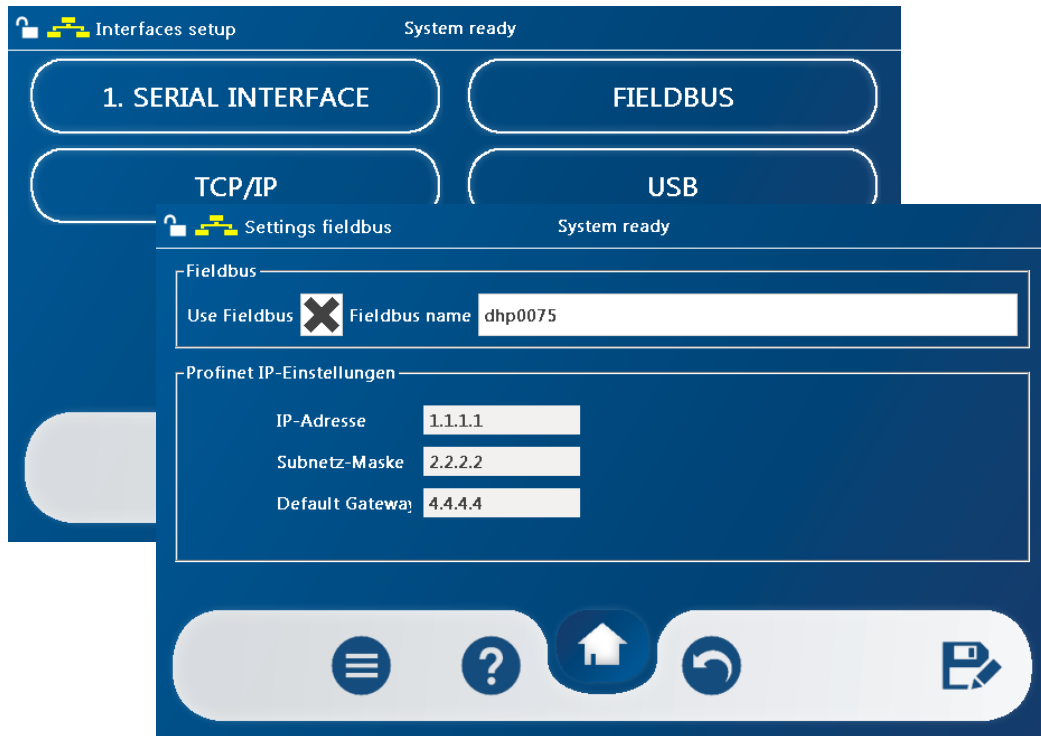 Interfaces setup System ready
1. SERIAL INTERFACE FIELDBUS
TCP/IP USB
Settings fieldbus System ready
Fieldbus
Use Fieldbus Fieldbus name dhp0075
Profinet IP-Einstellungen
IP-Adresse 1.1.1.1
Subnetz-Maske 2.2.2.2
Default Gateway 4.4.4.4